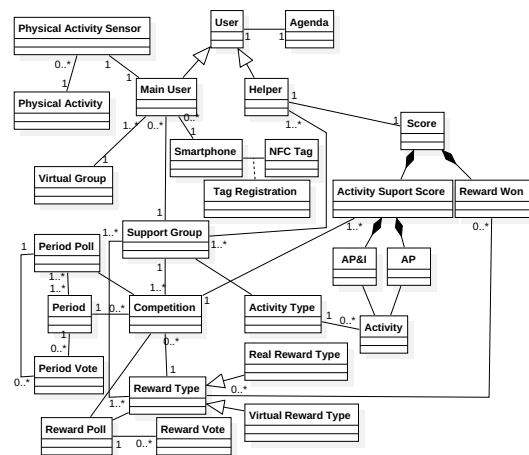 User
Agenda
1
1
Physical Activity Sensor
0..*
1
1
1
Physical Activity
Main User
Helper
1..*
0..*
0..*
1
1
1..*
1
Score
Smartphone
NFC Tag
Tag Registration
Virtual Group
1
Activity Suport Score
Reward Won
1..*
0..*
1
Support Group
1..*
1..*
Period Poll
1
1..*
1..*
AP&I
AP
1..*
Period
1
0..*
Competition
1
Activity Type
1
0..*
Activity
1
0..*
0..*
Period Vote
0..*
Real Reward Type
1
Reward Type
0..*
1..*
Virtual Reward Type
Reward Poll
1
0..*
Reward Vote